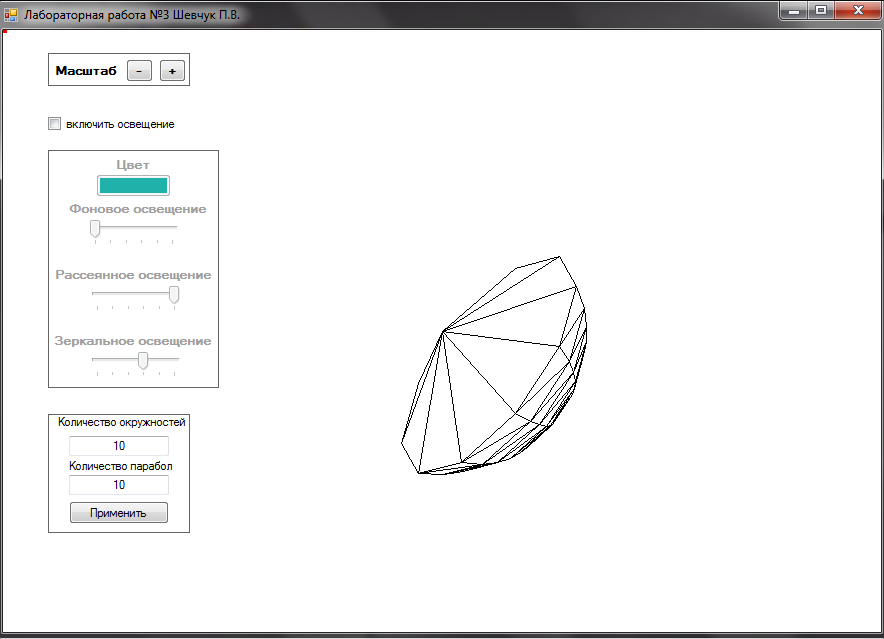 Лабораторная работа №3 Шевчук П.В.
Масштаб - +
включить освещение
Цвет
Фоновое освещение
Рассеянное освещение
Зеркальное освещение
Количество окружностей
10
Количество парабол
10
Применить